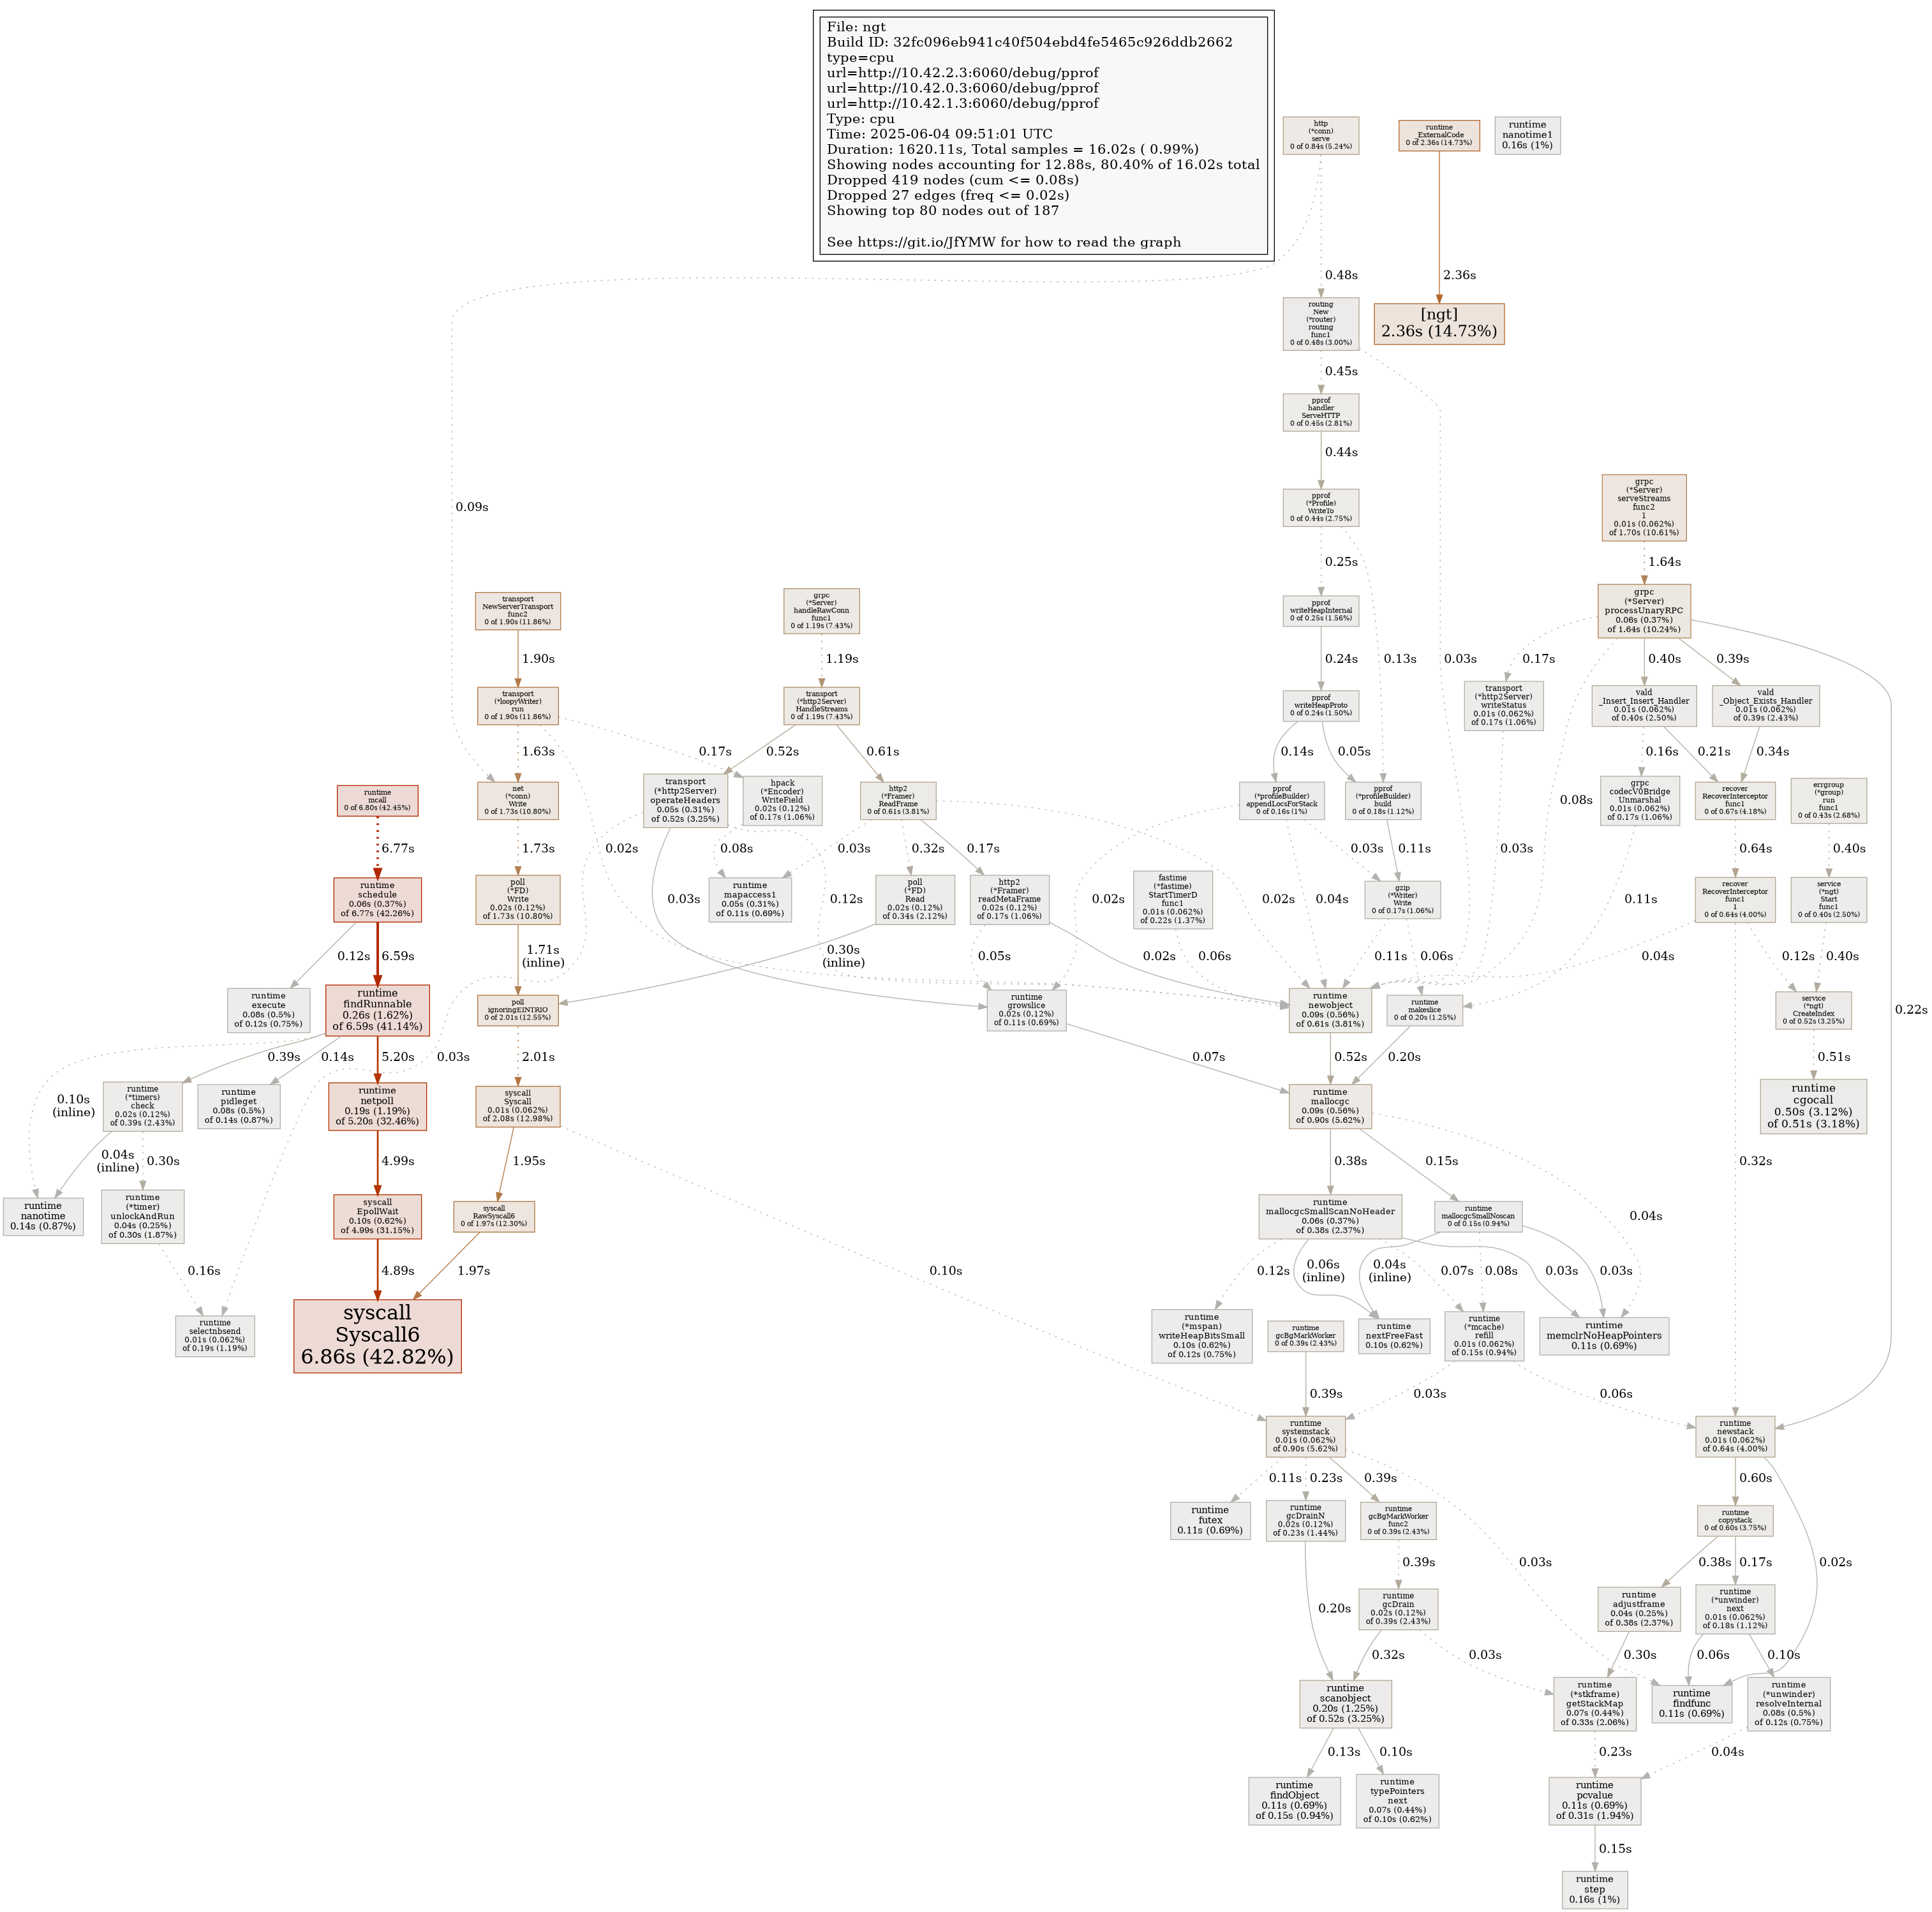 File: ngt
Build ID: 32fc096eb941c40f504ebd4fe5465c926ddb2662
type=cpu
url=http://10.42.2.3:6060/debug/pprof
url=http://10.42.0.3:6060/debug/pprof
url=http://10.42.1.3:6060/debug/pprof
Type: cpu
Time: 2025-06-04 09:51:01 UTC
Duration: 1620.11s, Total samples = 16.02s ( 0.99%)
Showing nodes accounting for 12.88s, 80.40% of 16.02s total
Dropped 419 nodes (cum <= 0.08s)
Dropped 27 edges (freq <= 0.02s)
Showing top 80 nodes out of 187
See https://git.io/JfYMW for how to read the graph
http
(*conn)
serve
0 of 0.84s (5.24%)
runtime
_ExternalCode
0 of 2.36s (14.73%)
runtime
nanotime1
0.16s (1%)
0.48s
2.36s
routing
New
(*router)
routing
func1
0 of 0.48s (3.00%)
[ngt]
2.36s (14.73%)
0.45s
pprof
handler
ServeHTTP
0 of 0.45s (2.81%)
0.44s
0.09s
pprof
(*Profile)
WriteTo
0 of 0.44s (2.75%)
grpc
(*Server)
serveStreams
func2
1
0.01s (0.062%)
of 1.70s (10.61%)
0.25s
1.64s
transport
NewServerTransport
func2
0 of 1.90s (11.86%)
grpc
(*Server)
handleRawConn
func1
0 of 1.19s (7.43%)
pprof
writeHeapInternal
0 of 0.25s (1.56%)
grpc
(*Server)
processUnaryRPC
0.06s (0.37%)
of 1.64s (10.24%)
1.90s
1.19s
0.24s
0.13s
0.03s
0.17s
0.40s
0.39s
transport
(*loopyWriter)
run
0 of 1.90s (11.86%)
transport
(*http2Server)
HandleStreams
0 of 1.19s (7.43%)
pprof
writeHeapProto
0 of 0.24s (1.50%)
transport
(*http2Server)
writeStatus
0.01s (0.062%)
of 0.17s (1.06%)
vald
_Insert_Insert_Handler
0.01s (0.062%)
of 0.40s (2.50%)
vald
_Object_Exists_Handler
0.01s (0.062%)
of 0.39s (2.43%)
1.63s
0.17s
0.52s
0.61s
0.14s
0.05s
0.16s
0.21s
0.34s
runtime
mcall
0 of 6.80s (42.45%)
net
(*conn)
Write
0 of 1.73s (10.80%)
transport
(*http2Server)
operateHeaders
0.05s (0.31%)
of 0.52s (3.25%)
hpack
(*Encoder)
WriteField
0.02s (0.12%)
of 0.17s (1.06%)
http2
(*Framer)
ReadFrame
0 of 0.61s (3.81%)
pprof
(*profileBuilder)
appendLocsForStack
0 of 0.16s (1%)
pprof
(*profileBuilder)
build
0 of 0.18s (1.12%)
0.08s
grpc
codecV0Bridge
Unmarshal
0.01s (0.062%)
of 0.17s (1.06%)
recover
RecoverInterceptor
func1
0 of 0.67s (4.18%)
errgroup
(*group)
run
func1
0 of 0.43s (2.68%)
6.77s
1.73s
0.02s
0.08s
0.03s
0.32s
0.17s
0.03s
0.11s
0.03s
0.64s
0.40s
runtime
schedule
0.06s (0.37%)
of 6.77s (42.26%)
poll
(*FD)
Write
0.02s (0.12%)
of 1.73s (10.80%)
0.03s
runtime
mapaccess1
0.05s (0.31%)
of 0.11s (0.69%)
0.12s
poll
(*FD)
Read
0.02s (0.12%)
of 0.34s (2.12%)
http2
(*Framer)
readMetaFrame
0.02s (0.12%)
of 0.17s (1.06%)
0.02s
0.02s
fastime
(*fastime)
StartTimerD
func1
0.01s (0.062%)
of 0.22s (1.37%)
0.04s
gzip
(*Writer)
Write
0 of 0.17s (1.06%)
0.11s
recover
RecoverInterceptor
func1
1
0 of 0.64s (4.00%)
service
(*ngt)
Start
func1
0 of 0.40s (2.50%)
0.12s
6.59s
1.71s
(inline)
0.30s
(inline)
0.05s
0.02s
0.06s
0.11s
0.06s
0.04s
0.12s
0.40s
runtime
execute
0.08s (0.5%)
of 0.12s (0.75%)
runtime
findRunnable
0.26s (1.62%)
of 6.59s (41.14%)
poll
ignoringEINTRIO
0 of 2.01s (12.55%)
runtime
growslice
0.02s (0.12%)
of 0.11s (0.69%)
runtime
newobject
0.09s (0.56%)
of 0.61s (3.81%)
runtime
makeslice
0 of 0.20s (1.25%)
service
(*ngt)
CreateIndex
0 of 0.52s (3.25%)
0.22s
0.39s
0.14s
5.20s
0.03s
2.01s
0.07s
0.52s
0.20s
0.51s
0.10s
(inline)
runtime
(*timers)
check
0.02s (0.12%)
of 0.39s (2.43%)
runtime
pidleget
0.08s (0.5%)
of 0.14s (0.87%)
runtime
netpoll
0.19s (1.19%)
of 5.20s (32.46%)
syscall
Syscall
0.01s (0.062%)
of 2.08s (12.98%)
runtime
mallocgc
0.09s (0.56%)
of 0.90s (5.62%)
runtime
cgocall
0.50s (3.12%)
of 0.51s (3.18%)
0.04s
(inline)
0.30s
4.99s
1.95s
0.38s
0.15s
0.32s
runtime
nanotime
0.14s (0.87%)
runtime
(*timer)
unlockAndRun
0.04s (0.25%)
of 0.30s (1.87%)
syscall
EpollWait
0.10s (0.62%)
of 4.99s (31.15%)
syscall
RawSyscall6
0 of 1.97s (12.30%)
runtime
mallocgcSmallScanNoHeader
0.06s (0.37%)
of 0.38s (2.37%)
runtime
mallocgcSmallNoscan
0 of 0.15s (0.94%)
0.04s
0.16s
4.89s
1.97s
0.10s
0.12s
0.06s
(inline)
0.04s
(inline)
0.07s
0.08s
0.03s
0.03s
runtime
selectnbsend
0.01s (0.062%)
of 0.19s (1.19%)
syscall
Syscall6
6.86s (42.82%)
runtime
(*mspan)
writeHeapBitsSmall
0.10s (0.62%)
of 0.12s (0.75%)
runtime
gcBgMarkWorker
0 of 0.39s (2.43%)
runtime
nextFreeFast
0.10s (0.62%)
runtime
(*mcache)
refill
0.01s (0.062%)
of 0.15s (0.94%)
runtime
memclrNoHeapPointers
0.11s (0.69%)
0.39s
0.03s
0.06s
runtime
systemstack
0.01s (0.062%)
of 0.90s (5.62%)
runtime
newstack
0.01s (0.062%)
of 0.64s (4.00%)
0.11s
0.23s
0.39s
0.60s
runtime
futex
0.11s (0.69%)
runtime
gcDrainN
0.02s (0.12%)
of 0.23s (1.44%)
runtime
gcBgMarkWorker
func2
0 of 0.39s (2.43%)
runtime
copystack
0 of 0.60s (3.75%)
0.39s
0.03s
0.38s
0.17s
0.02s
0.20s
runtime
gcDrain
0.02s (0.12%)
of 0.39s (2.43%)
runtime
adjustframe
0.04s (0.25%)
of 0.38s (2.37%)
runtime
(*unwinder)
next
0.01s (0.062%)
of 0.18s (1.12%)
0.32s
0.03s
0.30s
0.06s
0.10s
runtime
scanobject
0.20s (1.25%)
of 0.52s (3.25%)
runtime
(*stkframe)
getStackMap
0.07s (0.44%)
of 0.33s (2.06%)
runtime
findfunc
0.11s (0.69%)
runtime
(*unwinder)
resolveInternal
0.08s (0.5%)
of 0.12s (0.75%)
0.13s
0.10s
0.23s
0.04s
runtime
findObject
0.11s (0.69%)
of 0.15s (0.94%)
runtime
typePointers
next
0.07s (0.44%)
of 0.10s (0.62%)
runtime
pcvalue
0.11s (0.69%)
of 0.31s (1.94%)
0.15s
runtime
step
0.16s (1%)